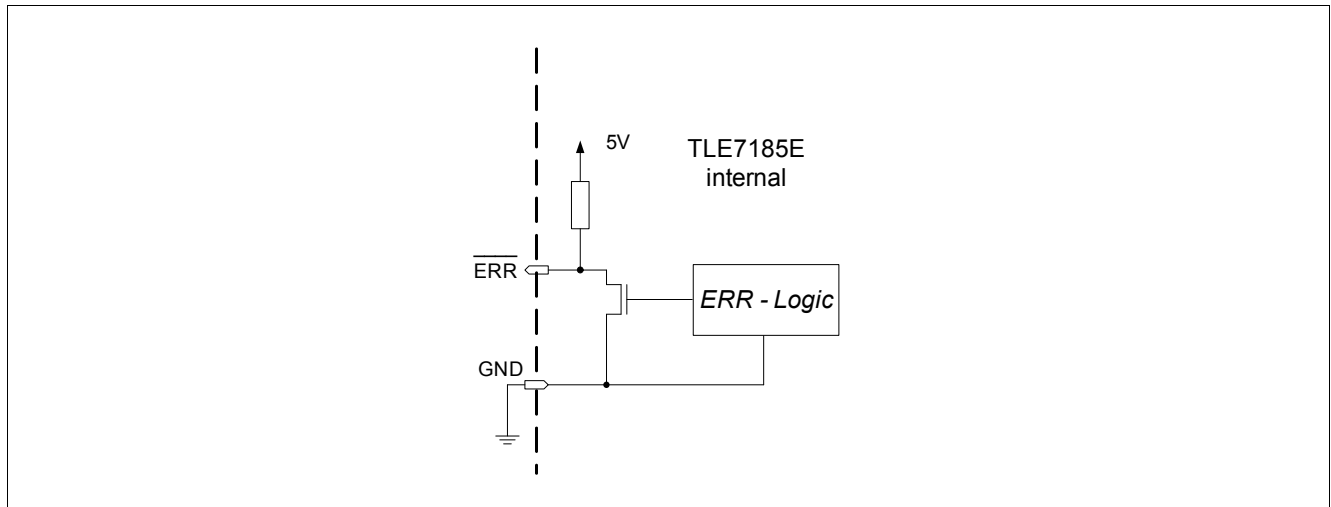 5V
TLE7185E
internal
ERR
ERR - Logic
GND